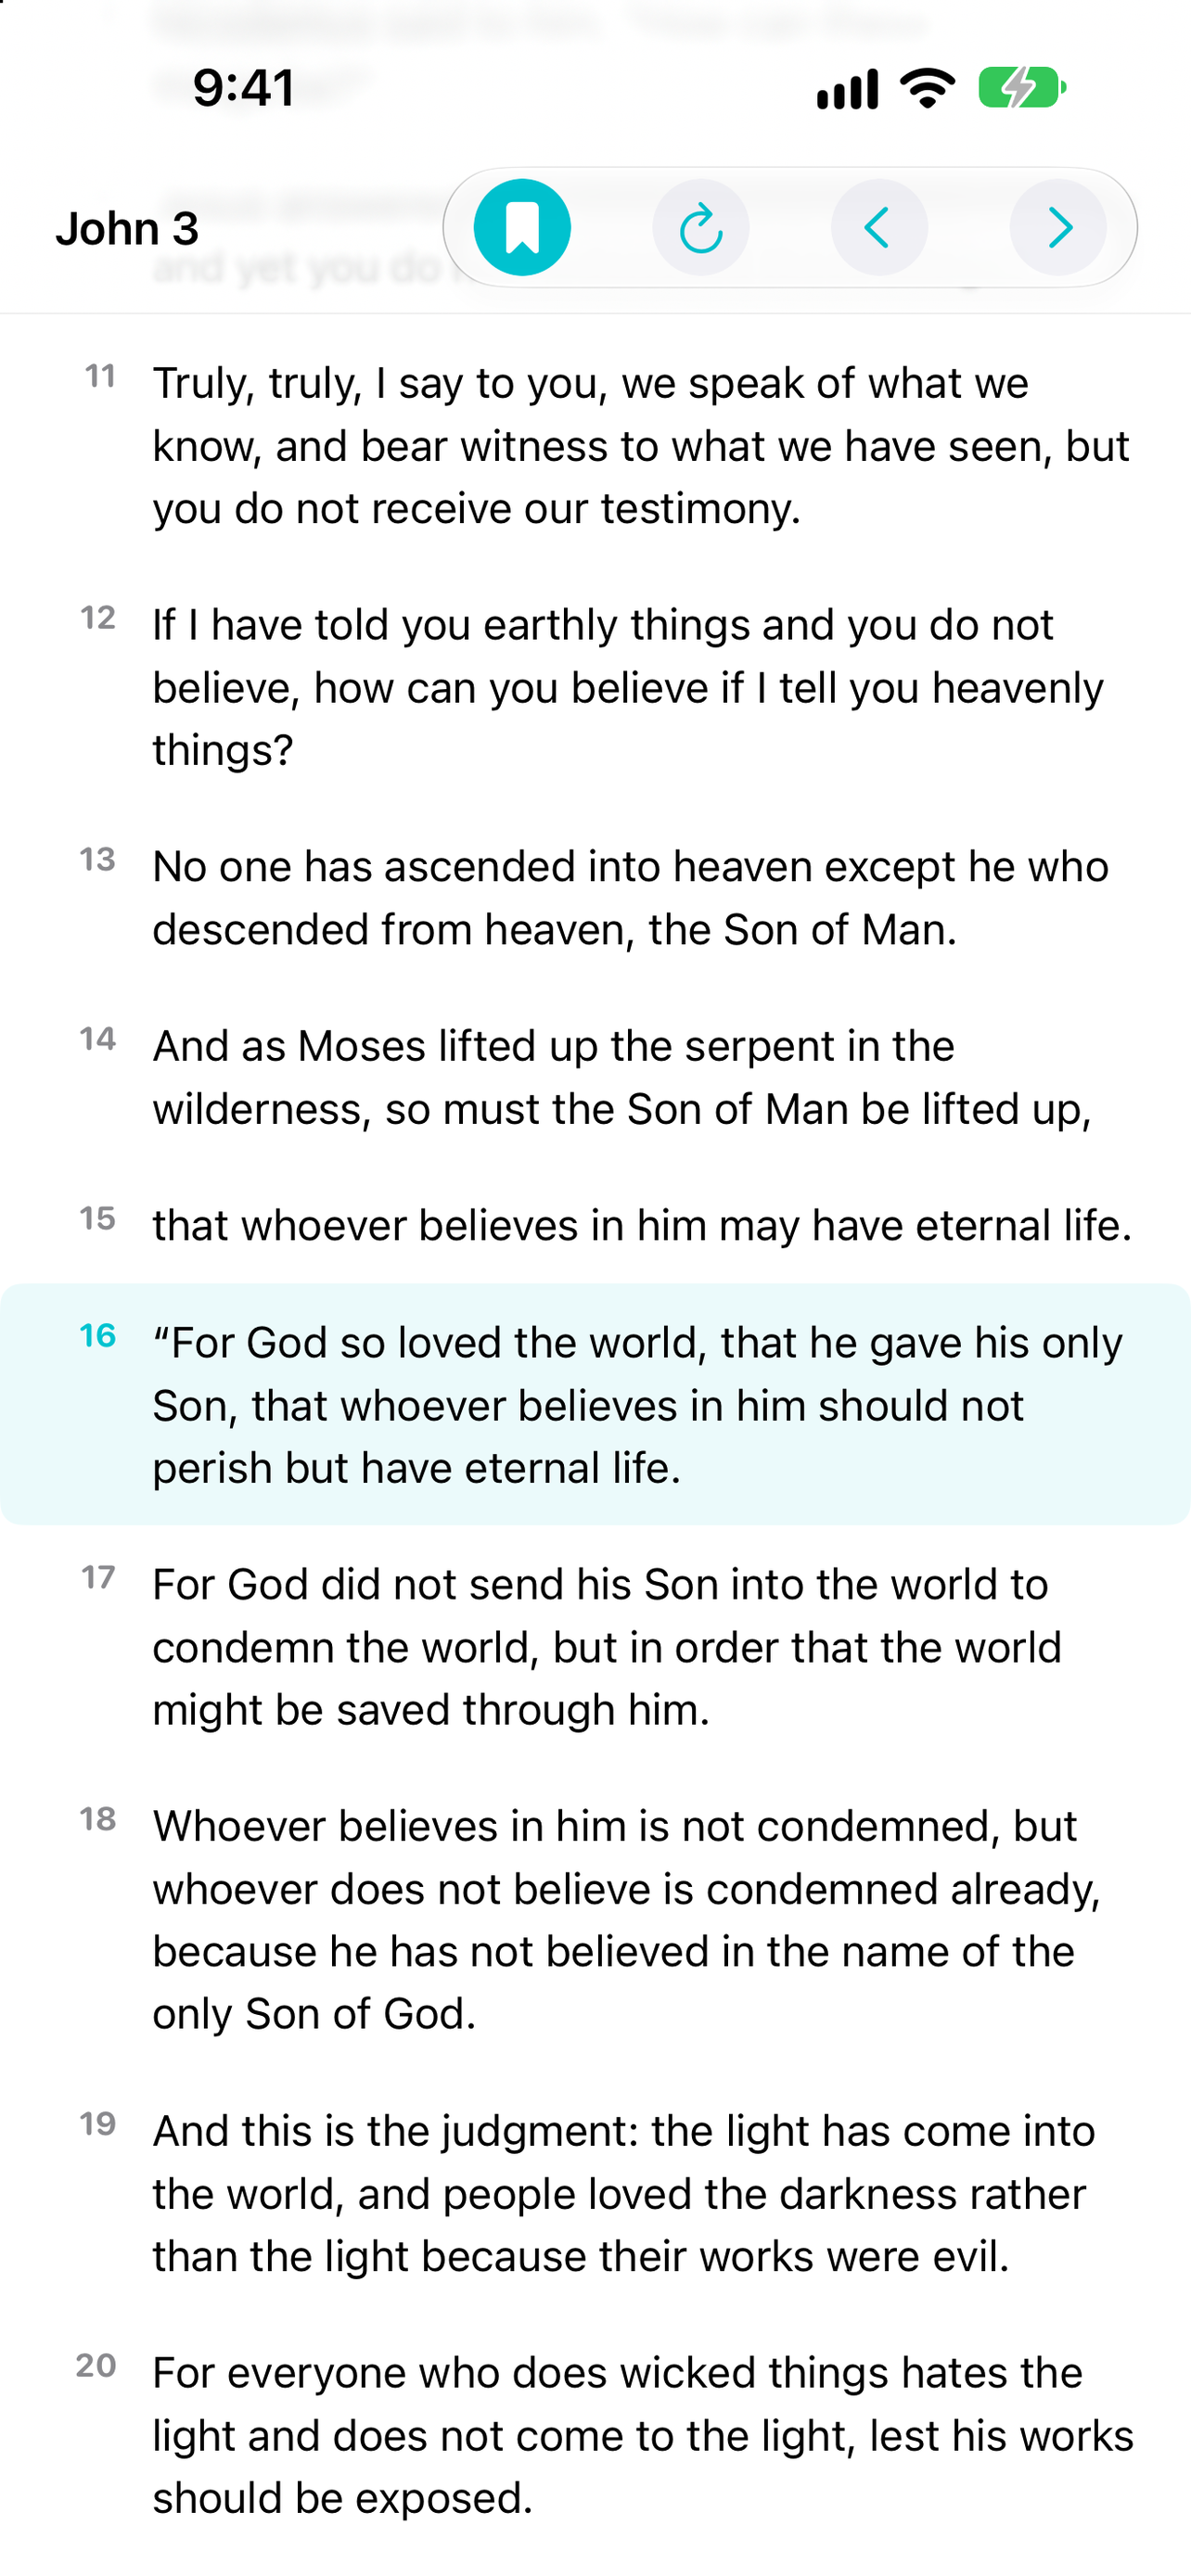 9:41
John 3
and yet you do
11 Truly, truly, I say to you, we speak of what we
know, and bear witness to what we have seen, but
you do not receive our testimony.
12 If I have told you earthly things and you do not
believe, how can you believe if I tell you heavenly
things?
13 No one has ascended into heaven except he who
descended from heaven, the Son of Man.
14 And as Moses lifted up the serpent in the
wilderness, so must the Son of Man be lifted up,
15 that whoever believes in him may have eternal life.
16 “For God so loved the world, that he gave his only
Son, that whoever believes in him should not
perish but have eternal life.
17 For God did not send his Son into the world to
condemn the world, but in order that the world
might be saved through him.
18 Whoever believes in him is not condemned, but
whoever does not believe is condemned already,
because he has not believed in the name of the
only Son of God.
19 And this is the judgment: the light has come into
the world, and people loved the darkness rather
than the light because their works were evil.
20 For everyone who does wicked things hates the
light and does not come to the light, lest his works
should be exposed.